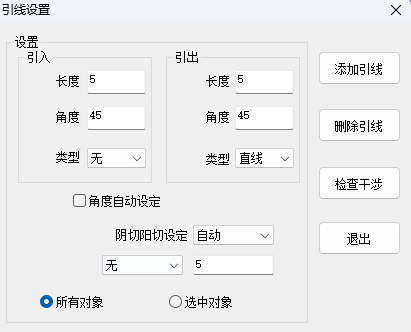 引线设置
设置
引入
长度 5
角度 45
类型 无
引出
长度 5
角度 45
类型 直线
角度自动设定
阴切阳切设定 自动
无 5
所有对象 选中对象
添加引线
删除引线
检查干涉
退出